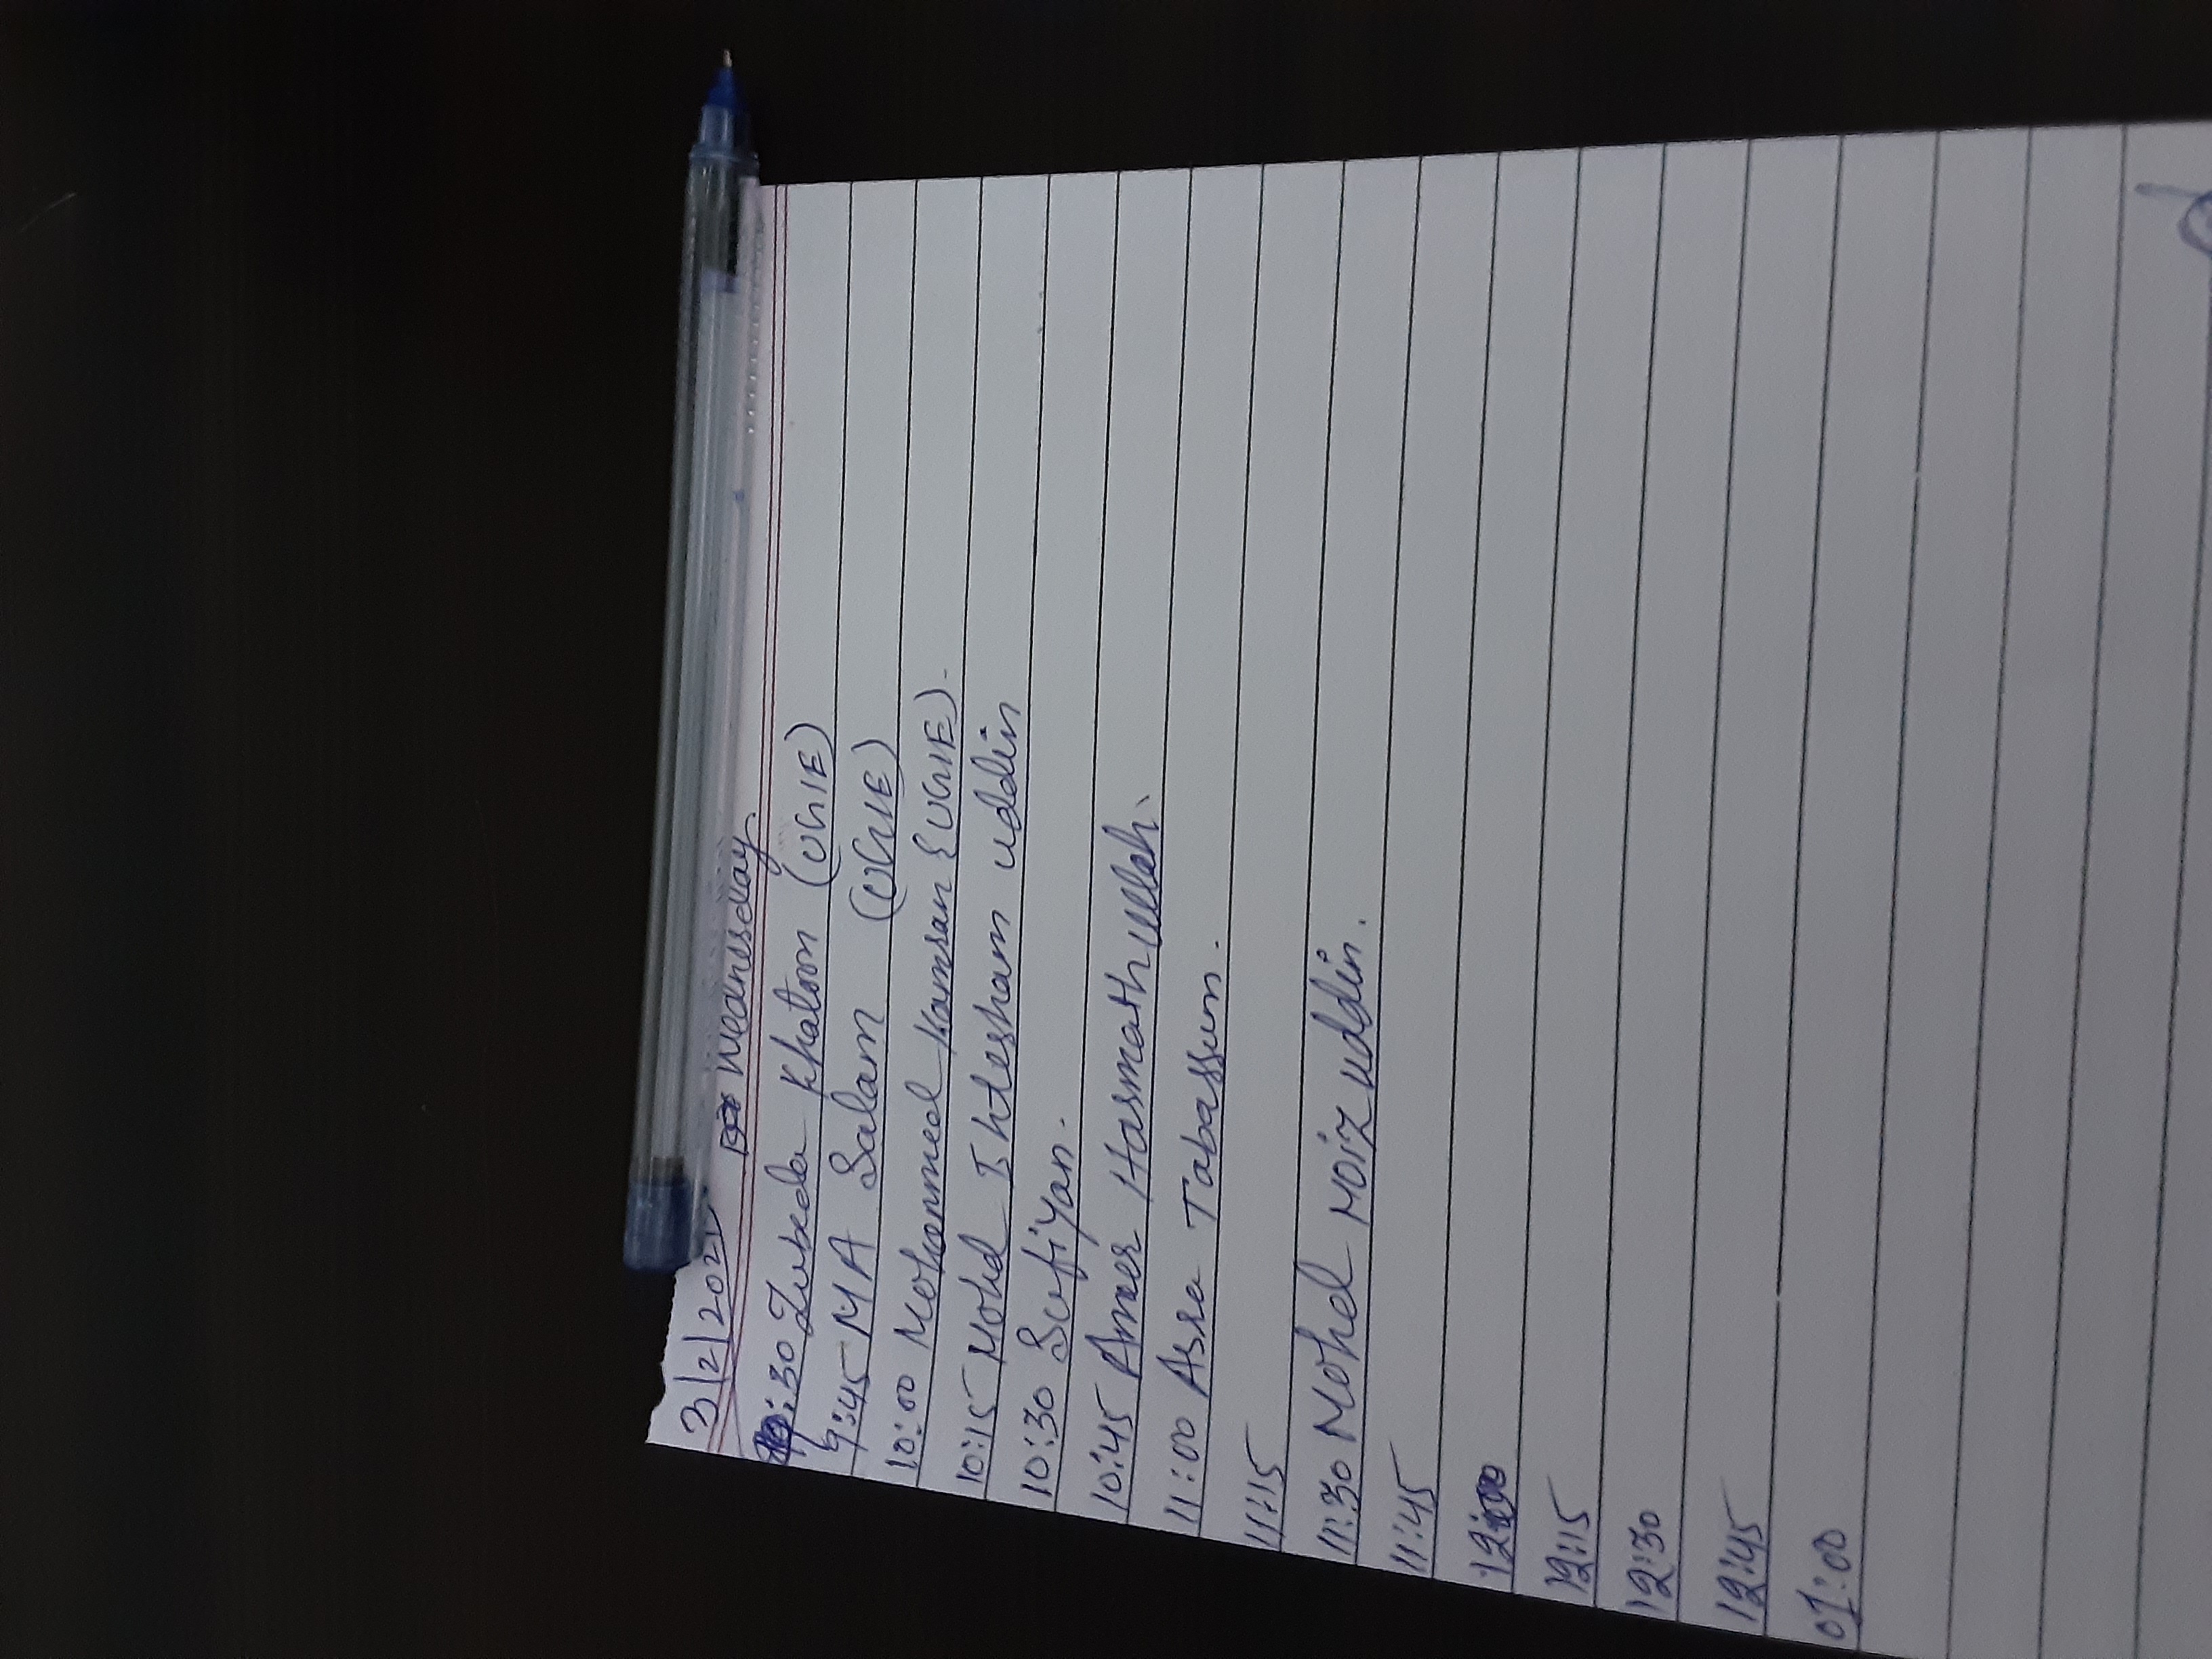 3/2/2021 Wednesday.
9:30 Zubeda Khatoon (UGIE)
9:45 MA Salam (UGIE)
10:00 Mohammed Kamran {UGIE).
10:15 Mohd Ihtesham uddin
10:30 Sufiyan.
10:45 Ameer Hasmathullah.
11:00 Asra Tabassum.
11:15
11:30 Mohd Moiz uddin.
11:45
12:00
12:15
12:30
12:45
01:00